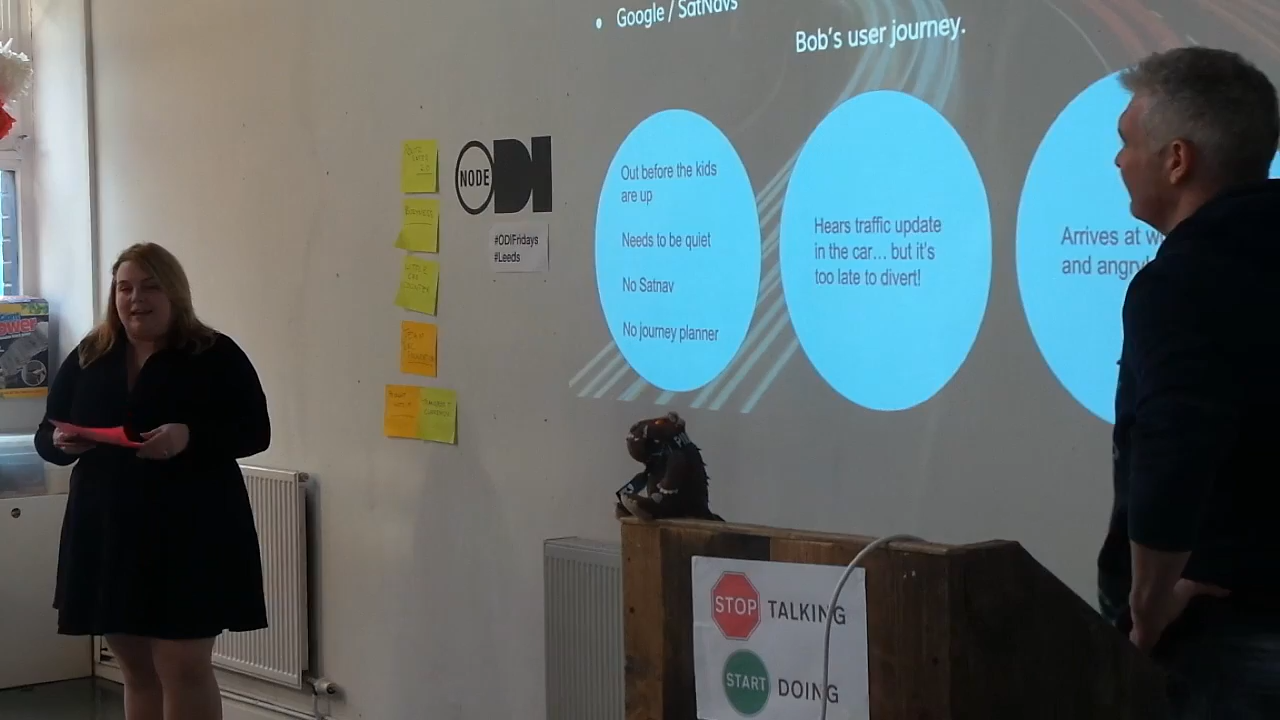 • Google / SatNavs
Bob's user journey.
Out before the kids
are up
Needs to be quiet
No Satnav
No journey planner
Hears traffic update
in the car... but it's
too late to divert!
Arrives at
and angry
NODE
ODI
#ODIFridays
#Leeds
STOP TALKING
START DOING